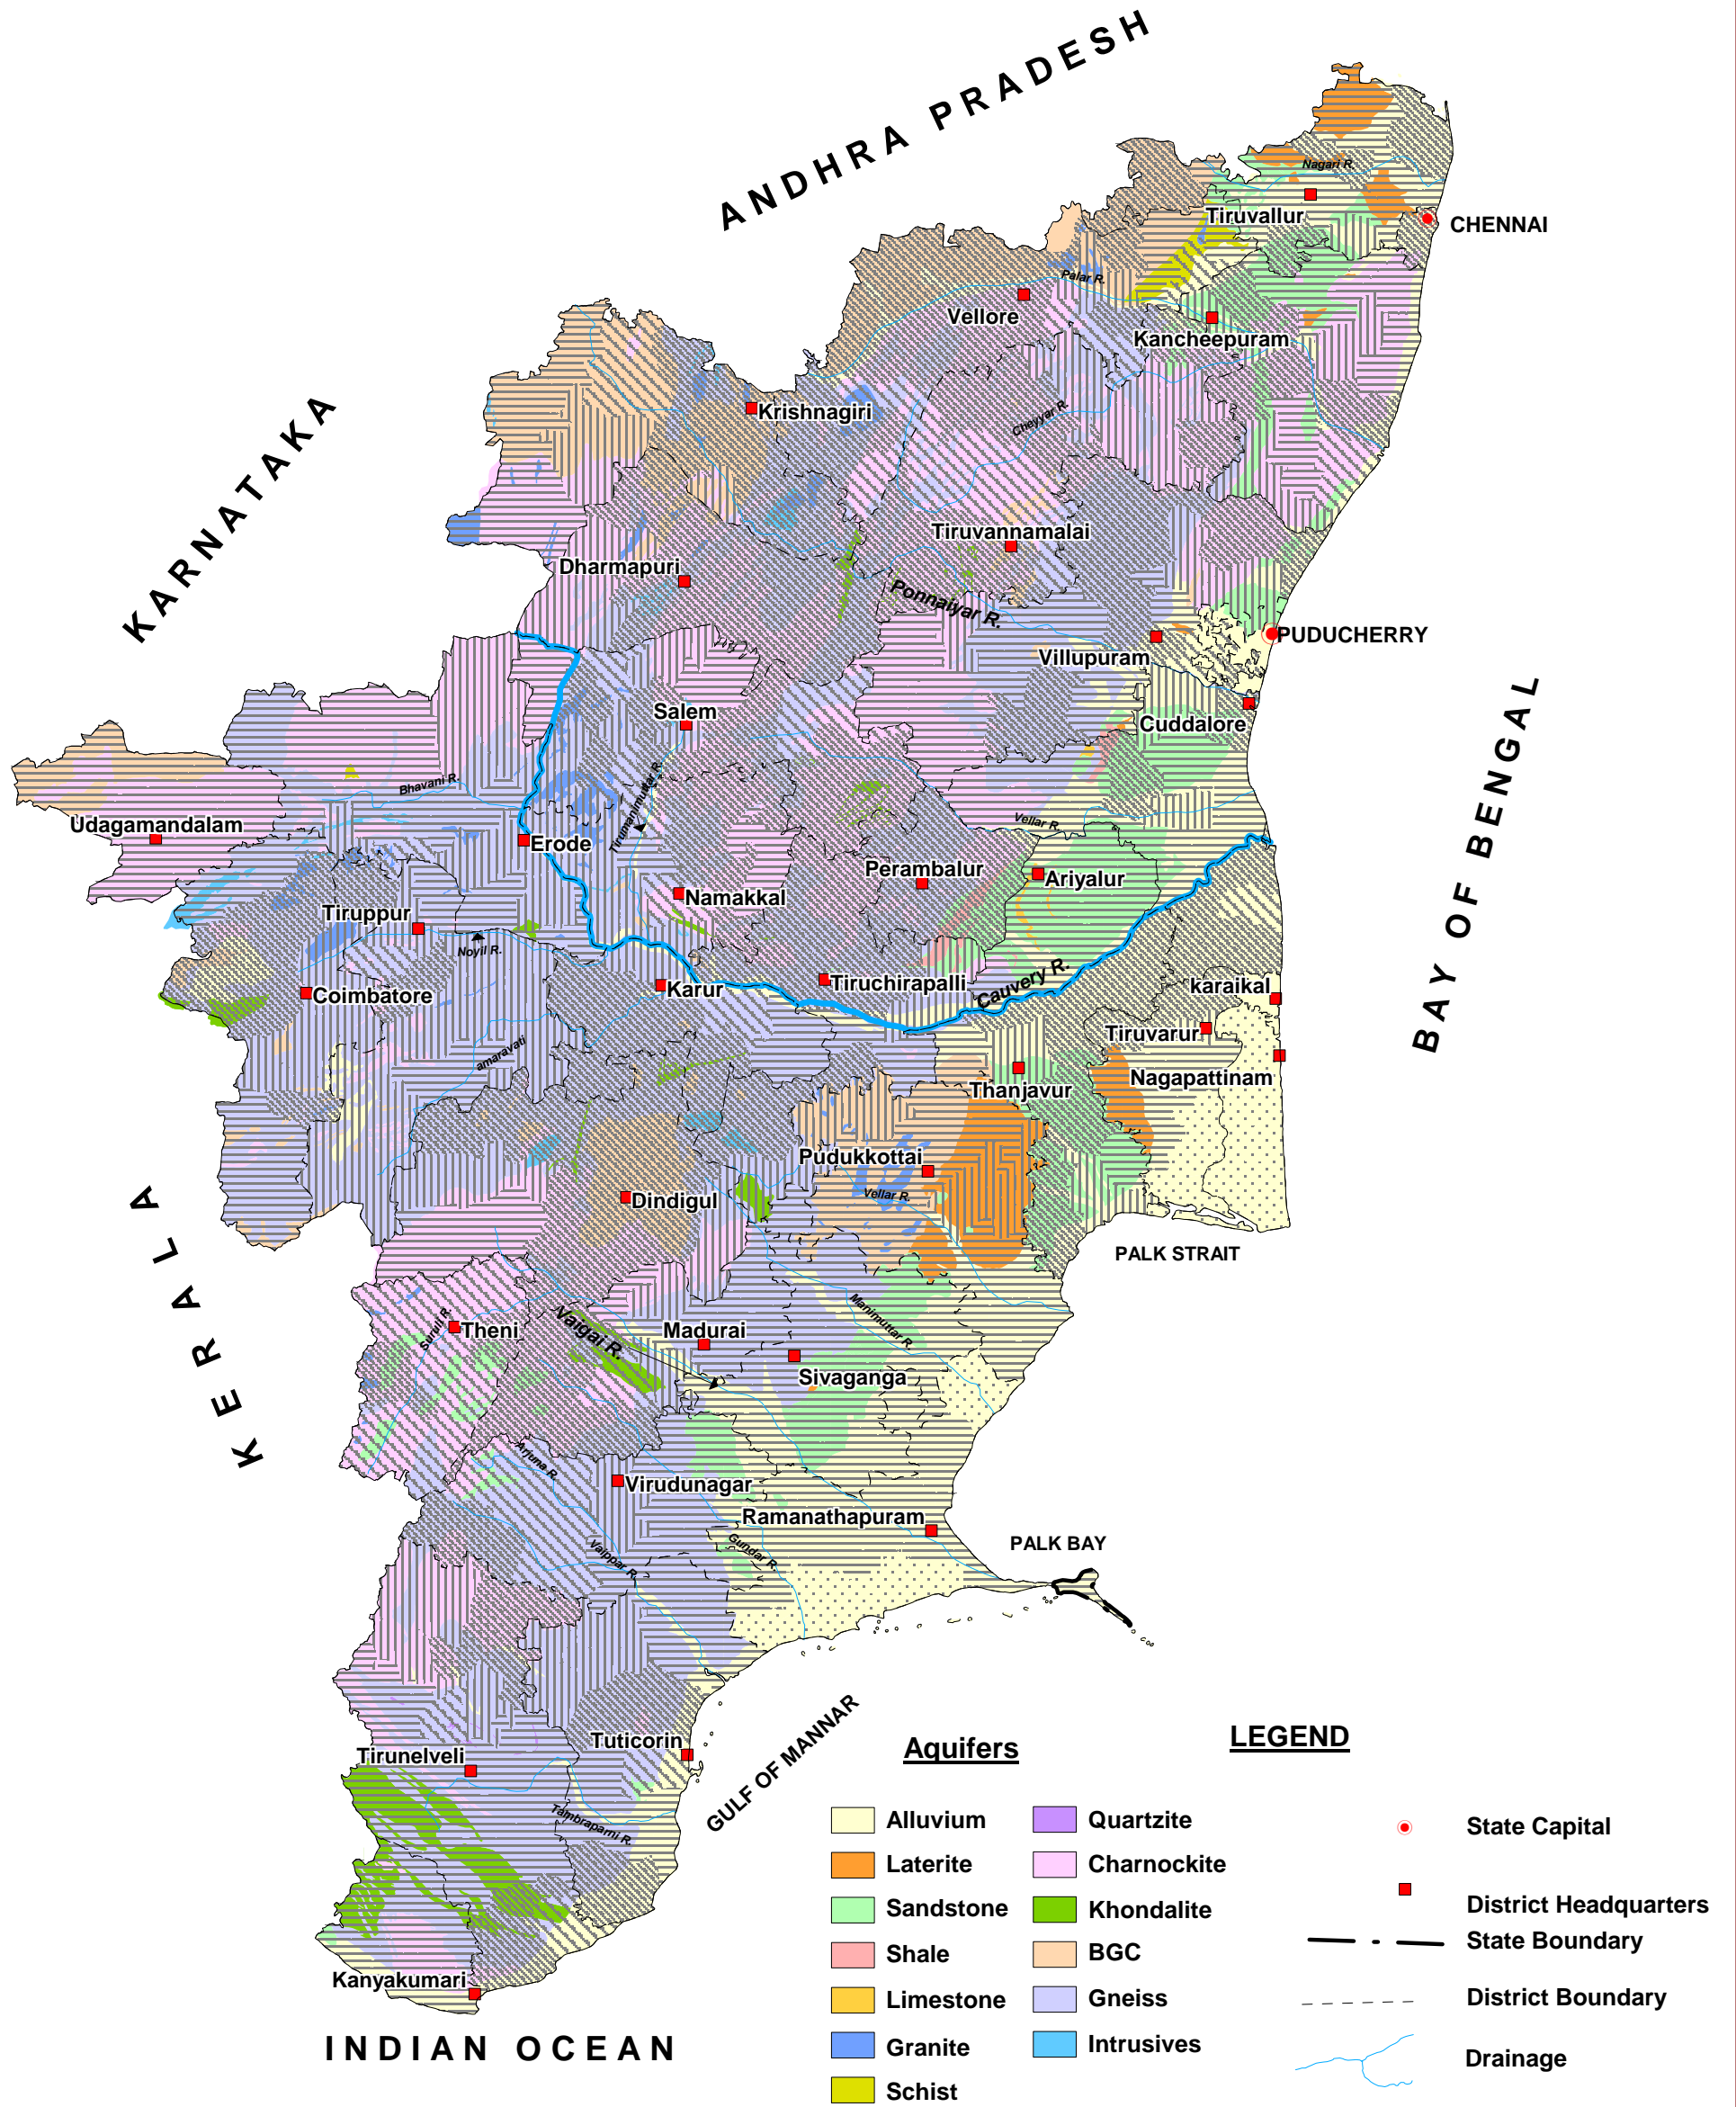 ANDHRA PRADESH
Nagari R.
Tiruvallur
CHENNAI
Palar R.
Vellore
Kancheepuram
KARNATAKA
Krishnagiri
Cheyyar R.
Tiruvannamalai
Dharmapuri
Ponnaiyar R.
PUDUCHERRY
Villupuram
Salem
Cuddalore
BAY OF BENGAL
Bhavani R.
Tirumanimuttar R.
Udagamandalam
Erode
Vellar R.
Perambalur
Ariyalur
Namakkal
Tiruppur
Noyil R.
Coimbatore
Karur
Tiruchirapalli
Cauvery R.
karaikal
Tiruvarur
amaravati
Thanjavur
Nagapattinam
Pudukkottai
Vellar R.
Dindigul
KERALA
PALK STRAIT
Suruli R.
Theni
Vaigai R.
Madurai
Manimuttar R.
Sivaganga
Arjuna R.
Virudunagar
Ramanathapuram
Vaippar R.
Gundar R.
PALK BAY
Tuticorin
Tirunelveli
GULF OF MANNAR
Tambraparni R.
Kanyakumari
INDIAN OCEAN
Aquifers
LEGEND
Alluvium
Quartzite
State Capital
Laterite
Charnockite
Sandstone
Khondalite
District Headquarters
Shale
BGC
State Boundary
Limestone
Gneiss
District Boundary
Granite
Intrusives
Drainage
Schist